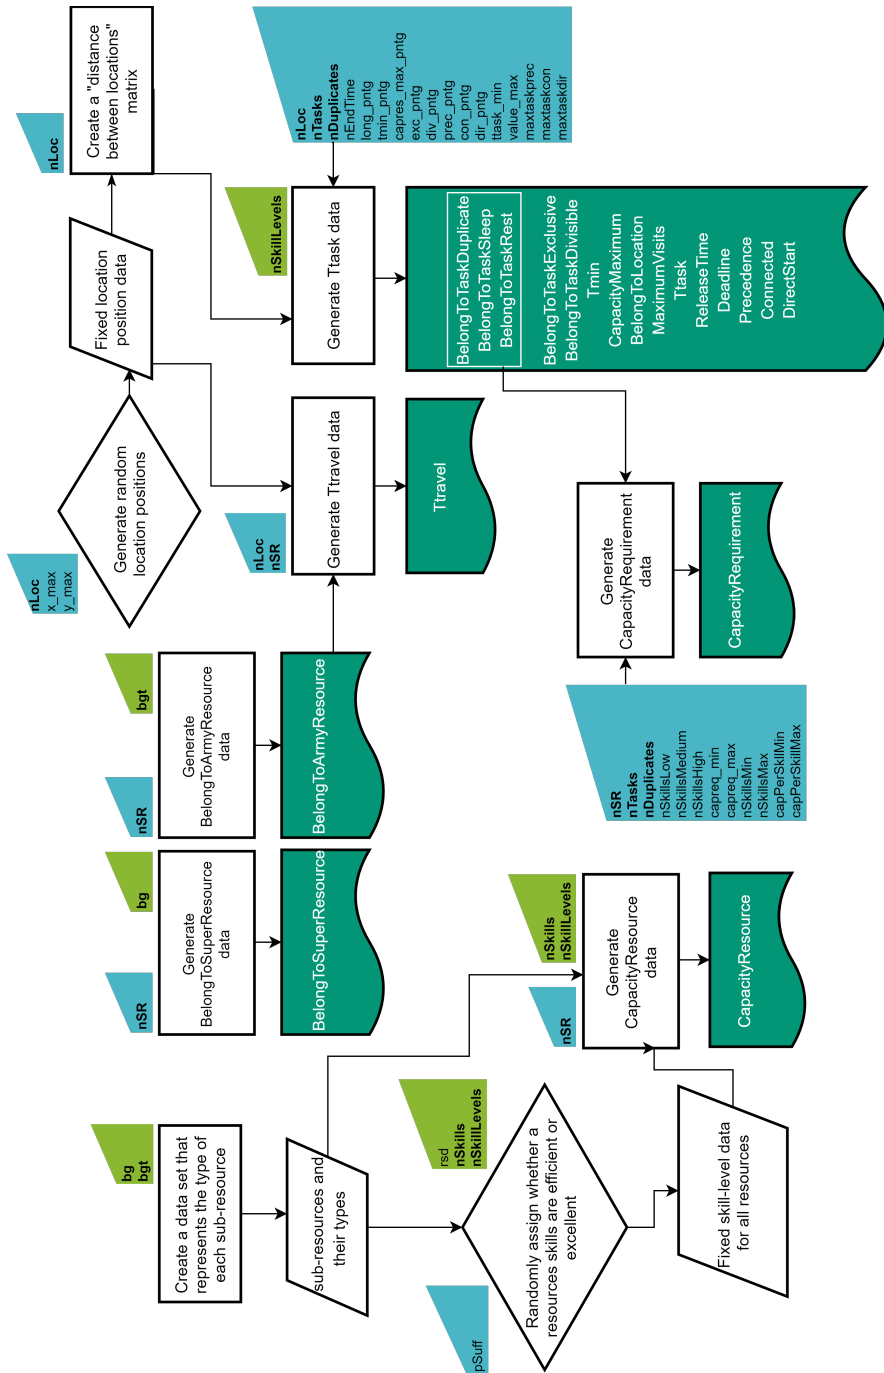 bg
bgt
Create a data set that
represents the type of
each sub-resource
sub-resources and
their types
pSuff
rsd
nSkills
nSkillLevels
Randomly assign whether a
resources skills are efficient or
excellent
Fixed skill-level data
for all resources
nSR
bg
Generate
BelongToSuperResource
data
BelongToSuperResource
nSR
bgt
Generate
BelongToArmyResource
data
BelongToArmyResource
nSR
nSkills
nSkillLevels
Generate
CapacityResource
data
CapacityResource
nLoc
x_max
y_max
Generate random
location positions
Fixed location
position data
nLoc
Create a "distance
between locations"
matrix
nLoc
nSR
Generate Ttravel data
Ttravel
nSkillLevels
Generate Ttask data
nLoc
nTasks
nDuplicates
nEndTime
long_pntg
tmin_pntg
capres_max_pntg
exc_pntg
div_pntg
prec_pntg
con_pntg
dir_pntg
ttask_min
value_max
maxtaskprec
maxtaskcon
maxtaskdir
BelongToTaskDuplicate
BelongToTaskSleep
BelongToTaskRest
BelongToTaskExclusive
BelongToTaskDivisible
Tmin
CapacityMaximum
BelongToLocation
MaximumVisits
Ttask
ReleaseTime
Deadline
Precedence
Connected
DirectStart
nSR
nTasks
nDuplicates
nSkillsLow
nSkillsMedium
nSkillsHigh
capreq_min
capreq_max
nSkillsMin
nSkillsMax
capPerSkillMin
capPerSkillMax
Generate
CapacityRequirement
data
CapacityRequirement